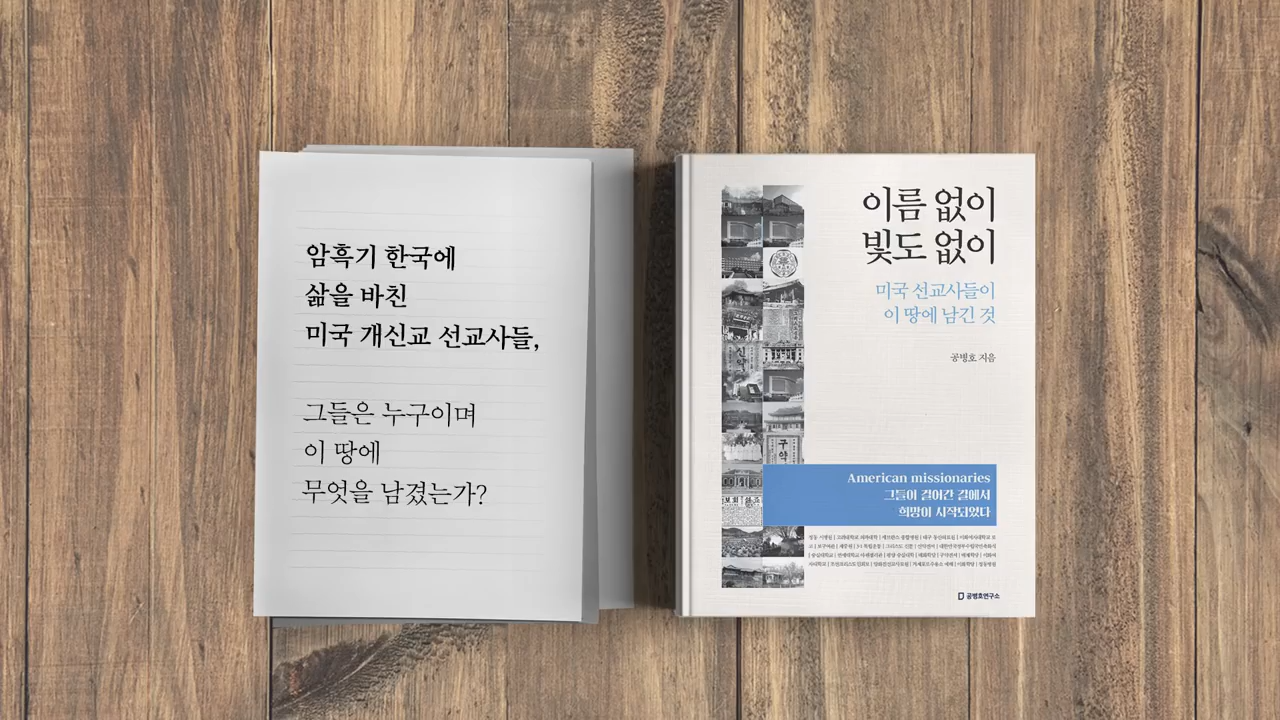 암흑기 한국에
삶을 바친
미국 개신교 선교사들,
그들은 누구이며
이 땅에
무엇을 남겼는가?
이름 없이
빛도 없이
미국 선교사들이
이 땅에 남긴 것
공병호 지음
신약
구약
American missionaries
그들이 걸어간 길에서
희망이 시작되었다
공병호연구소